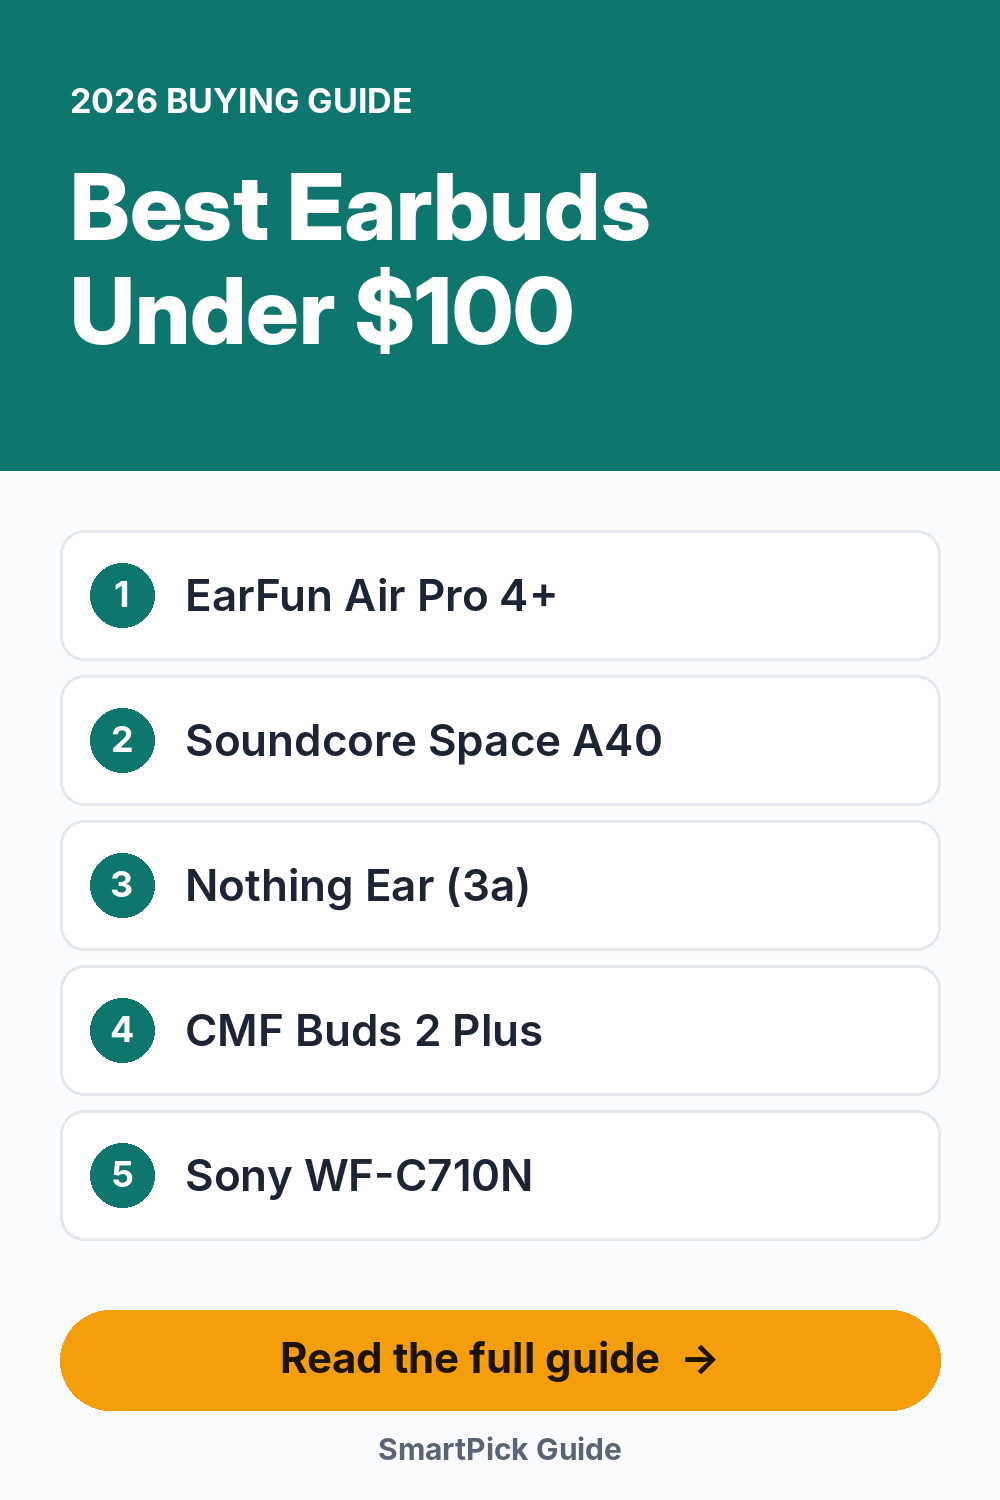 2026 BUYING GUIDE
Best Earbuds
Under $100
1 EarFun Air Pro 4+
2 Soundcore Space A40
3 Nothing Ear (3a)
4 CMF Buds 2 Plus
5 Sony WF-C710N
Read the full guide →
SmartPick Guide